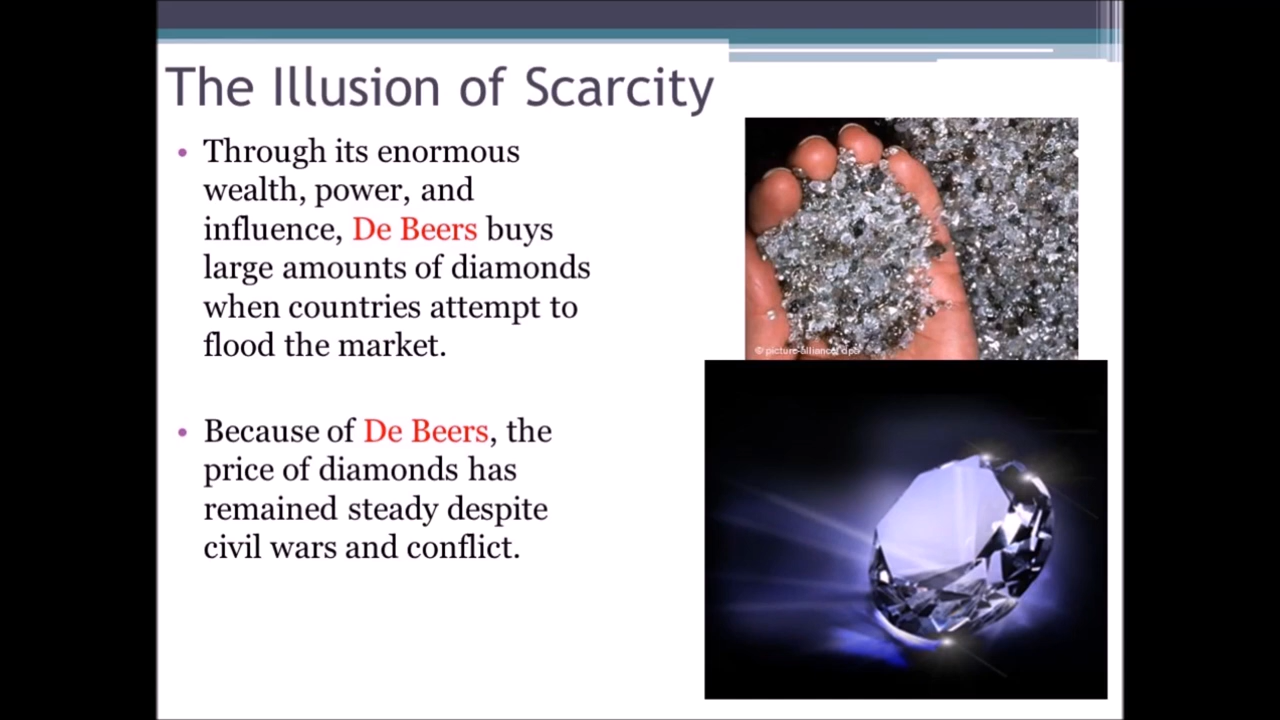 The Illusion of Scarcity
• Through its enormous
wealth, power, and
influence, De Beers buys
large amounts of diamonds
when countries attempt to
flood the market.
• Because of De Beers, the
price of diamonds has
remained steady despite
civil wars and conflict.
© picture-alliance/ dpa